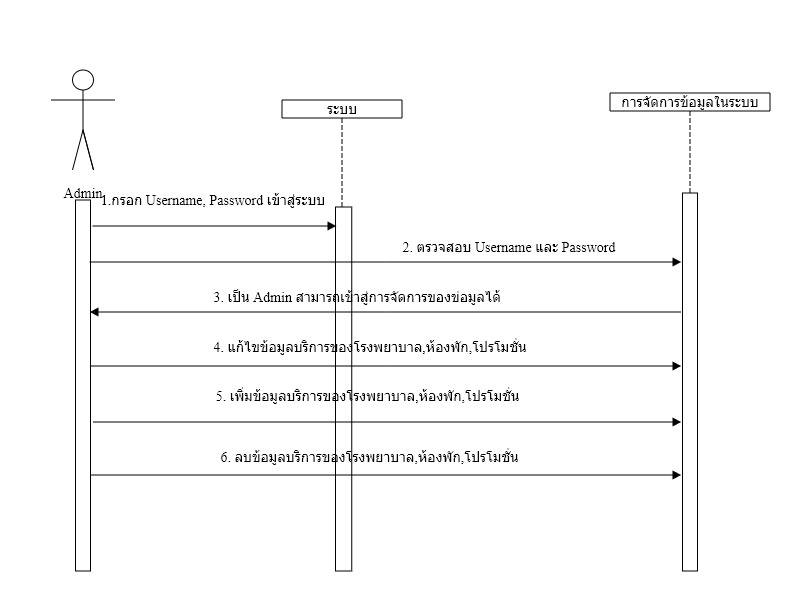 ระบบ
การจัดการข้อมูลในระบบ
Admin
1.กรอก Username, Password เข้าสู่ระบบ
2. ตรวจสอบ Username และ Password
3. เป็น Admin สามารถเข้าสู่การจัดการของข่อมูลได้
4. แก้ไขข้อมูลบริการของโรงพยาบาล,ห้องพัก,โปรโมชั่น
5. เพิ่มข้อมูลบริการของโรงพยาบาล,ห้องพัก,โปรโมชั่น
6. ลบข้อมูลบริการของโรงพยาบาล,ห้องพัก,โปรโมชั่น